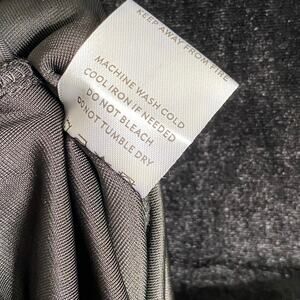 KEEP AWAY FROM FIRE
MACHINE WASH COLD
COOL IRON IF NEEDED
DO NOT BLEACH
DO NOT TUMBLE DRY